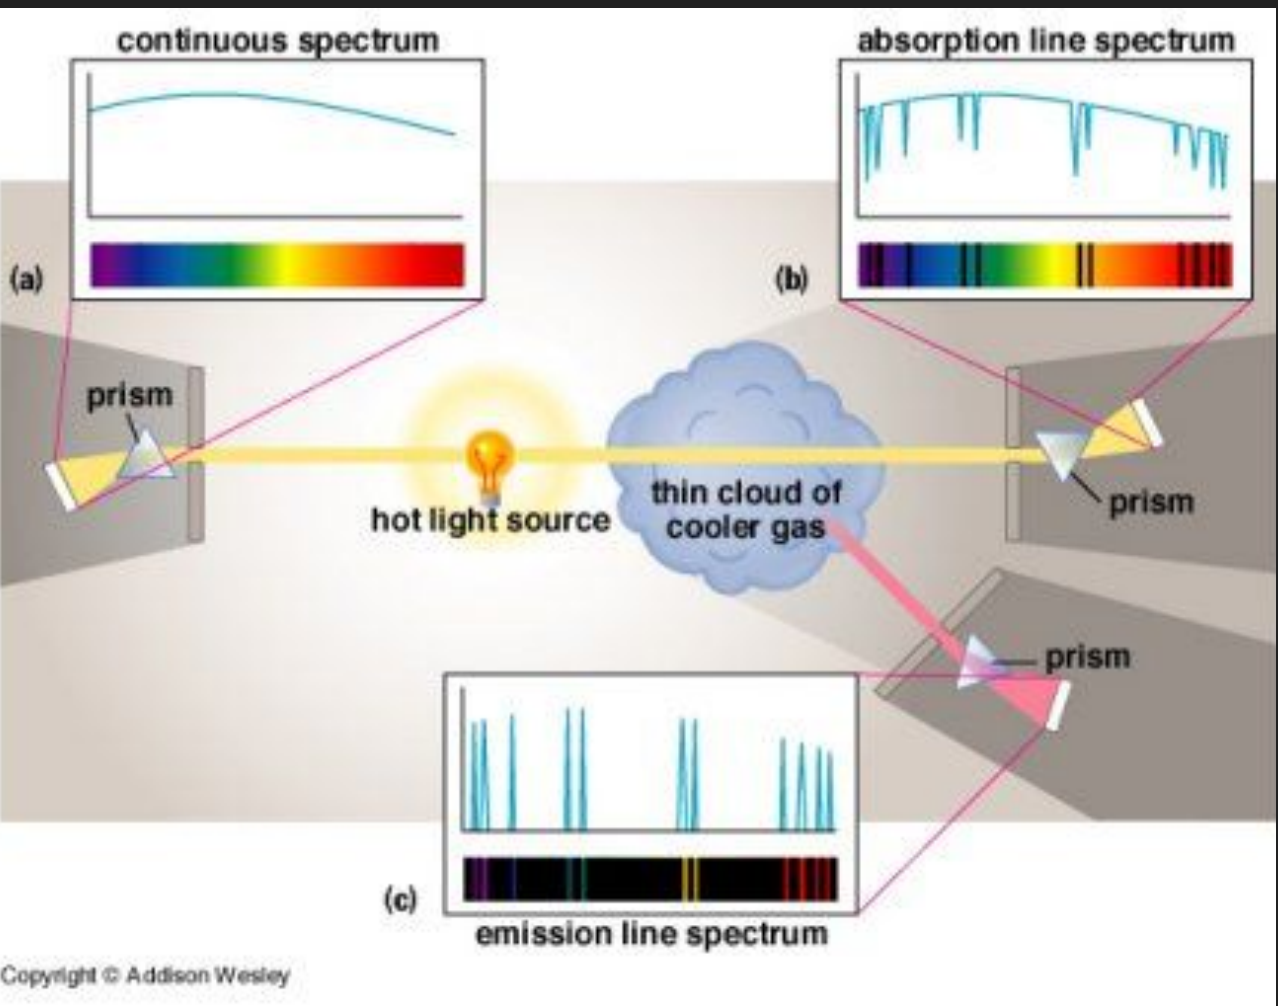 continuous spectrum
absorption line spectrum
(a)
(b)
prism
hot light source
thin cloud of
cooler gas
prism
prism
(c)
emission line spectrum
Copyright © Addison Wesley